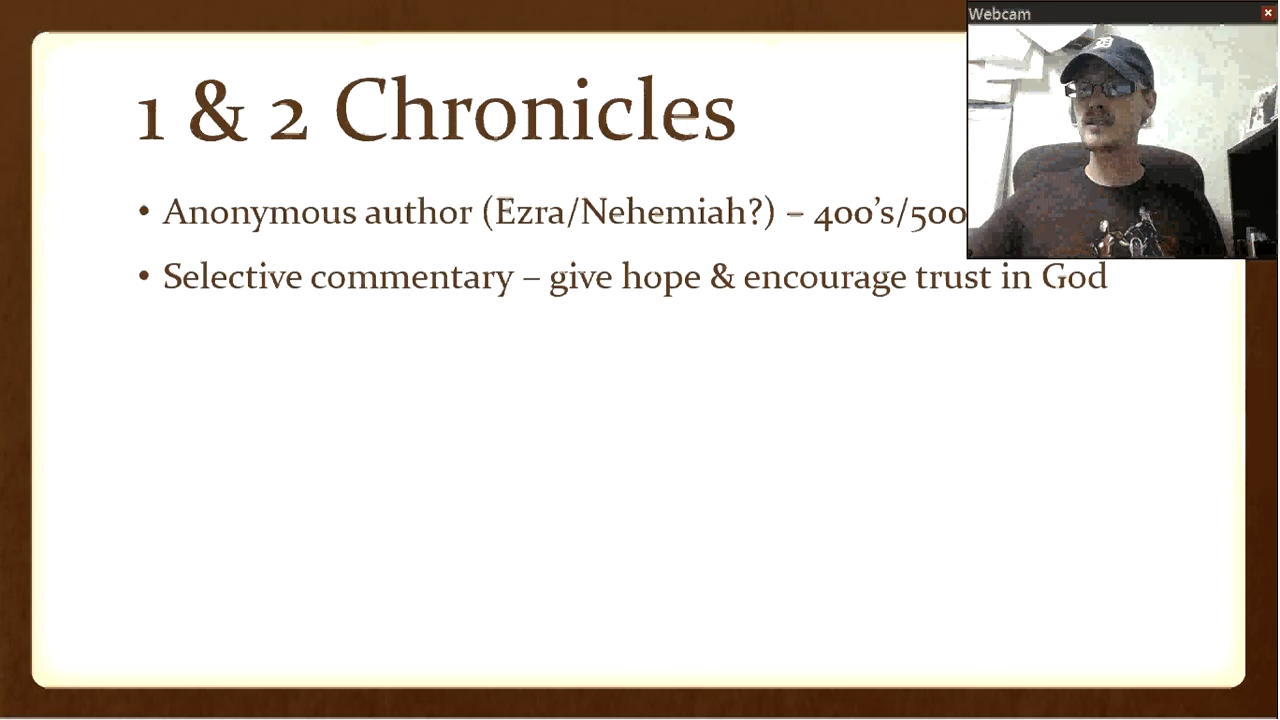 Webcam
1 & 2 Chronicles
• Anonymous author (Ezra/Nehemiah?) – 400's/500
• Selective commentary – give hope & encourage trust in God